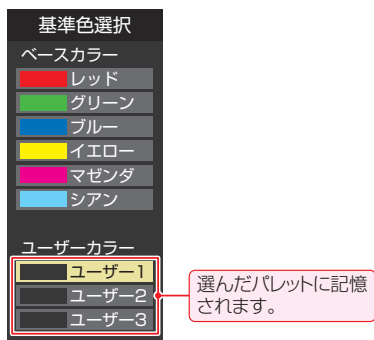 基準色選択
ベースカラー
レッド
グリーン
ブルー
イエロー
マゼンダ
シアン
ユーザーカラー
ユーザー1
ユーザー2
ユーザー3
選んだパレットに記憶
されます。